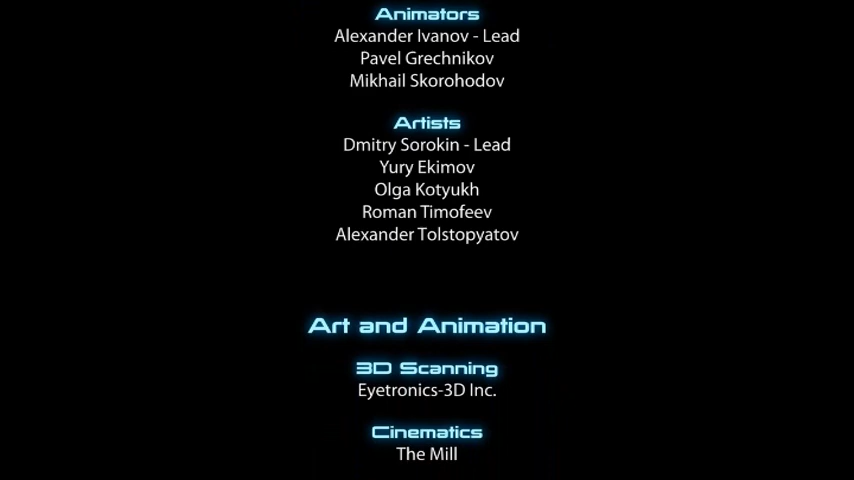 Animators
Alexander Ivanov - Lead
Pavel Grechnikov
Mikhail Skorohodov
Artists
Dmitry Sorokin - Lead
Yury Ekimov
Olga Kotyukh
Roman Timofeev
Alexander Tolstopyatov
Art and Animation
3D Scanning
Eyetronics-3D Inc.
Cinematics
The Mill